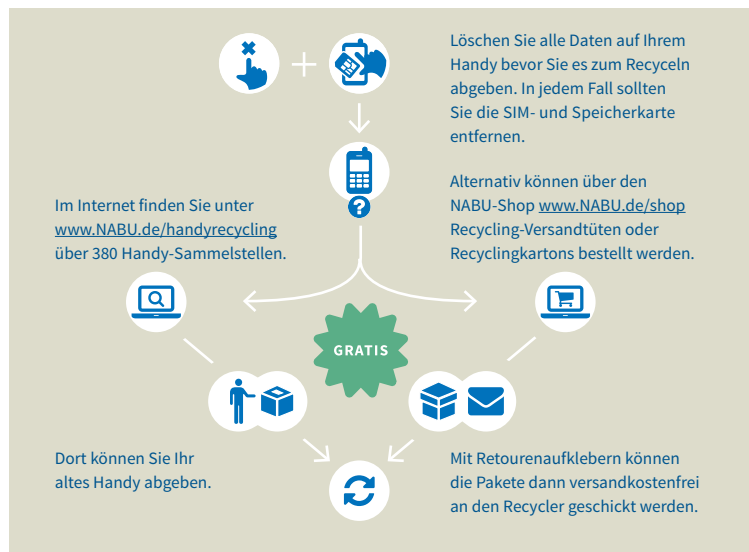 Löschen Sie alle Daten auf Ihrem
Handy bevor Sie es zum Recyceln
abgeben. In jedem Fall sollten
Sie die SIM- und Speicherkarte
entfernen.
?
Im Internet finden Sie unter
www.NABU.de/handyrecycling
über 380 Handy-Sammelstellen.
Alternativ können über den
NABU-Shop www.NABU.de/shop
Recycling-Versandtüten oder
Recyclingkartons bestellt werden.
GRATIS
Dort können Sie Ihr
altes Handy abgeben.
Mit Retourenaufklebern können
die Pakete dann versandkostenfrei
an den Recycler geschickt werden.